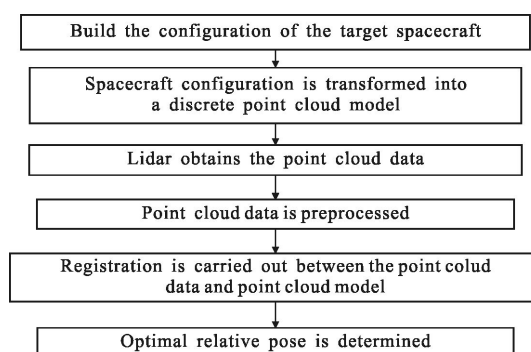 Build the configuration of the target spacecraft
Spacecraft configuration is transformed into
a discrete point cloud model
Lidar obtains the point cloud data
Point cloud data is preprocessed
Registration is carried out between the point colud
data and point cloud model
Optimal relative pose is determined